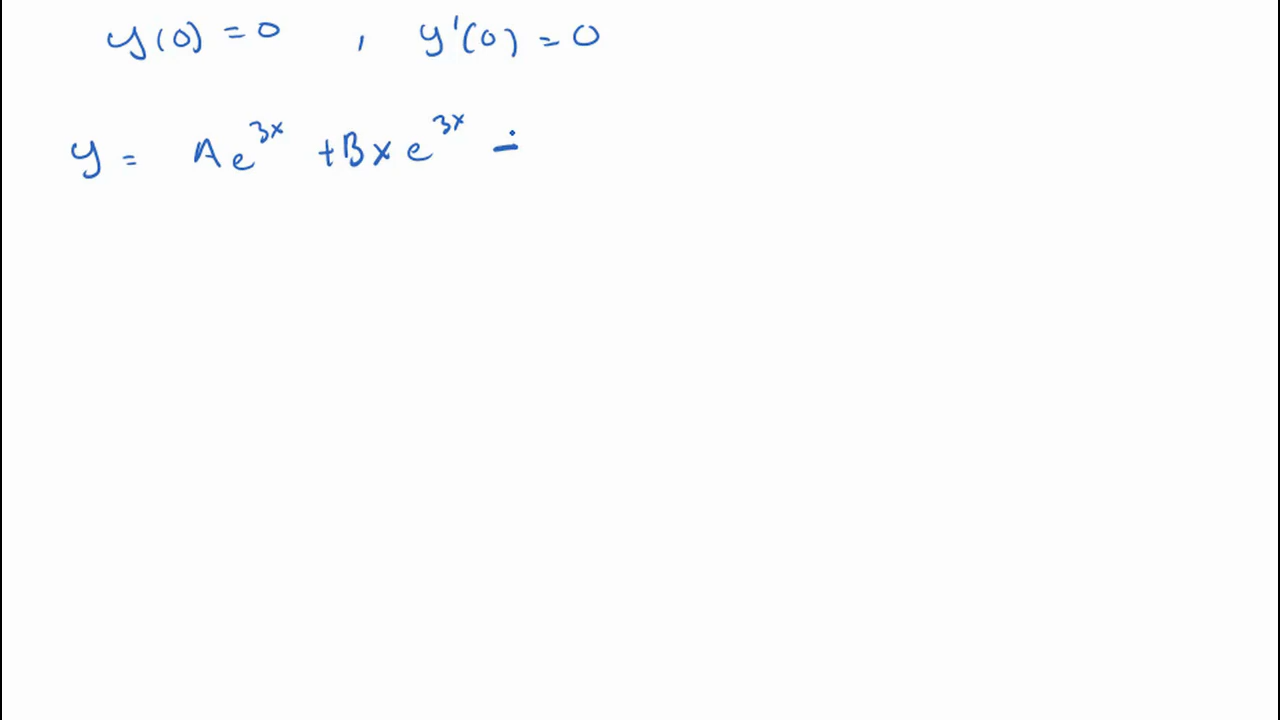 y(0) = 0 , y'(0) = 0
y = Ae^{3x} + Bxe^{3x}